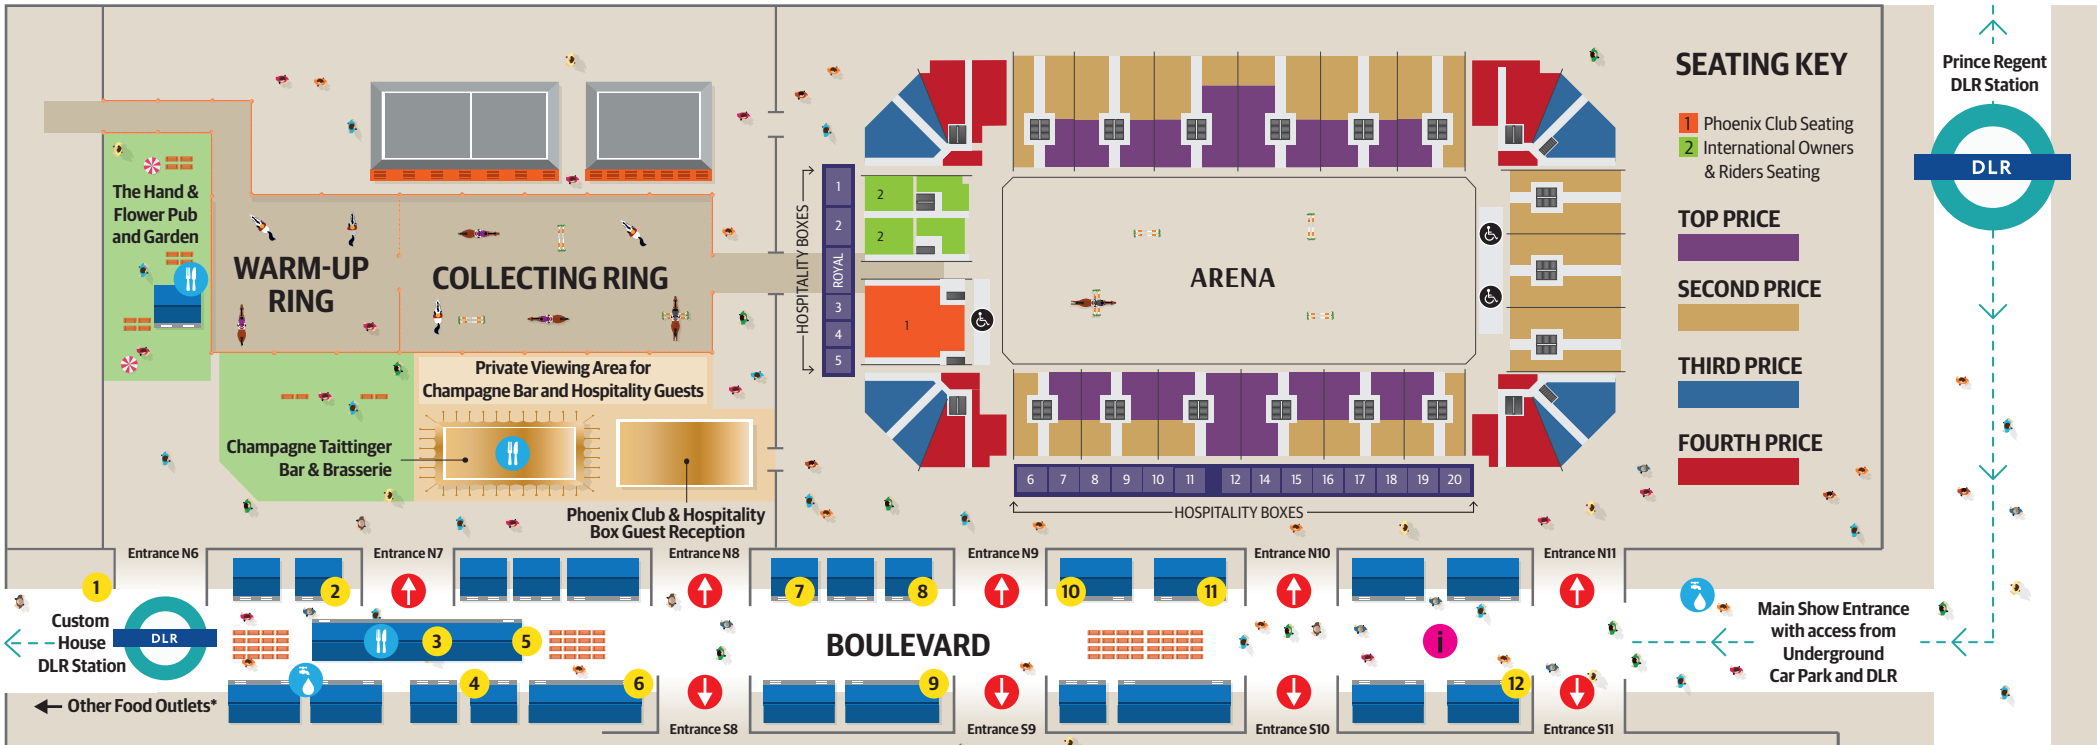 SEATING KEY
1 Phoenix Club Seating
2 International Owners
& Riders Seating
TOP PRICE
SECOND PRICE
THIRD PRICE
FOURTH PRICE
Prince Regent
DLR Station
DLR
The Hand &
Flower Pub
and Garden
WARM-UP
RING
COLLECTING RING
HOSPITALITY BOXES
1
2
ROYAL
3
4
5
2
2
1
ARENA
Private Viewing Area for
Champagne Bar and Hospitality Guests
Champagne Taittinger
Bar & Brasserie
Phoenix Club & Hospitality
Box Guest Reception
6 7 8 9 10 11 12 14 15 16 17 18 19 20
HOSPITALITY BOXES
Entrance N6
Entrance N7
Entrance N8
Entrance N9
Entrance N10
Entrance N11
1
2
7
8
10
11
Custom
House
DLR Station
DLR
3
5
BOULEVARD
i
Main Show Entrance
with access from
Underground
Car Park and DLR
4
6
9
12
Other Food Outlets*
Entrance S8
Entrance S9
Entrance S10
Entrance S11